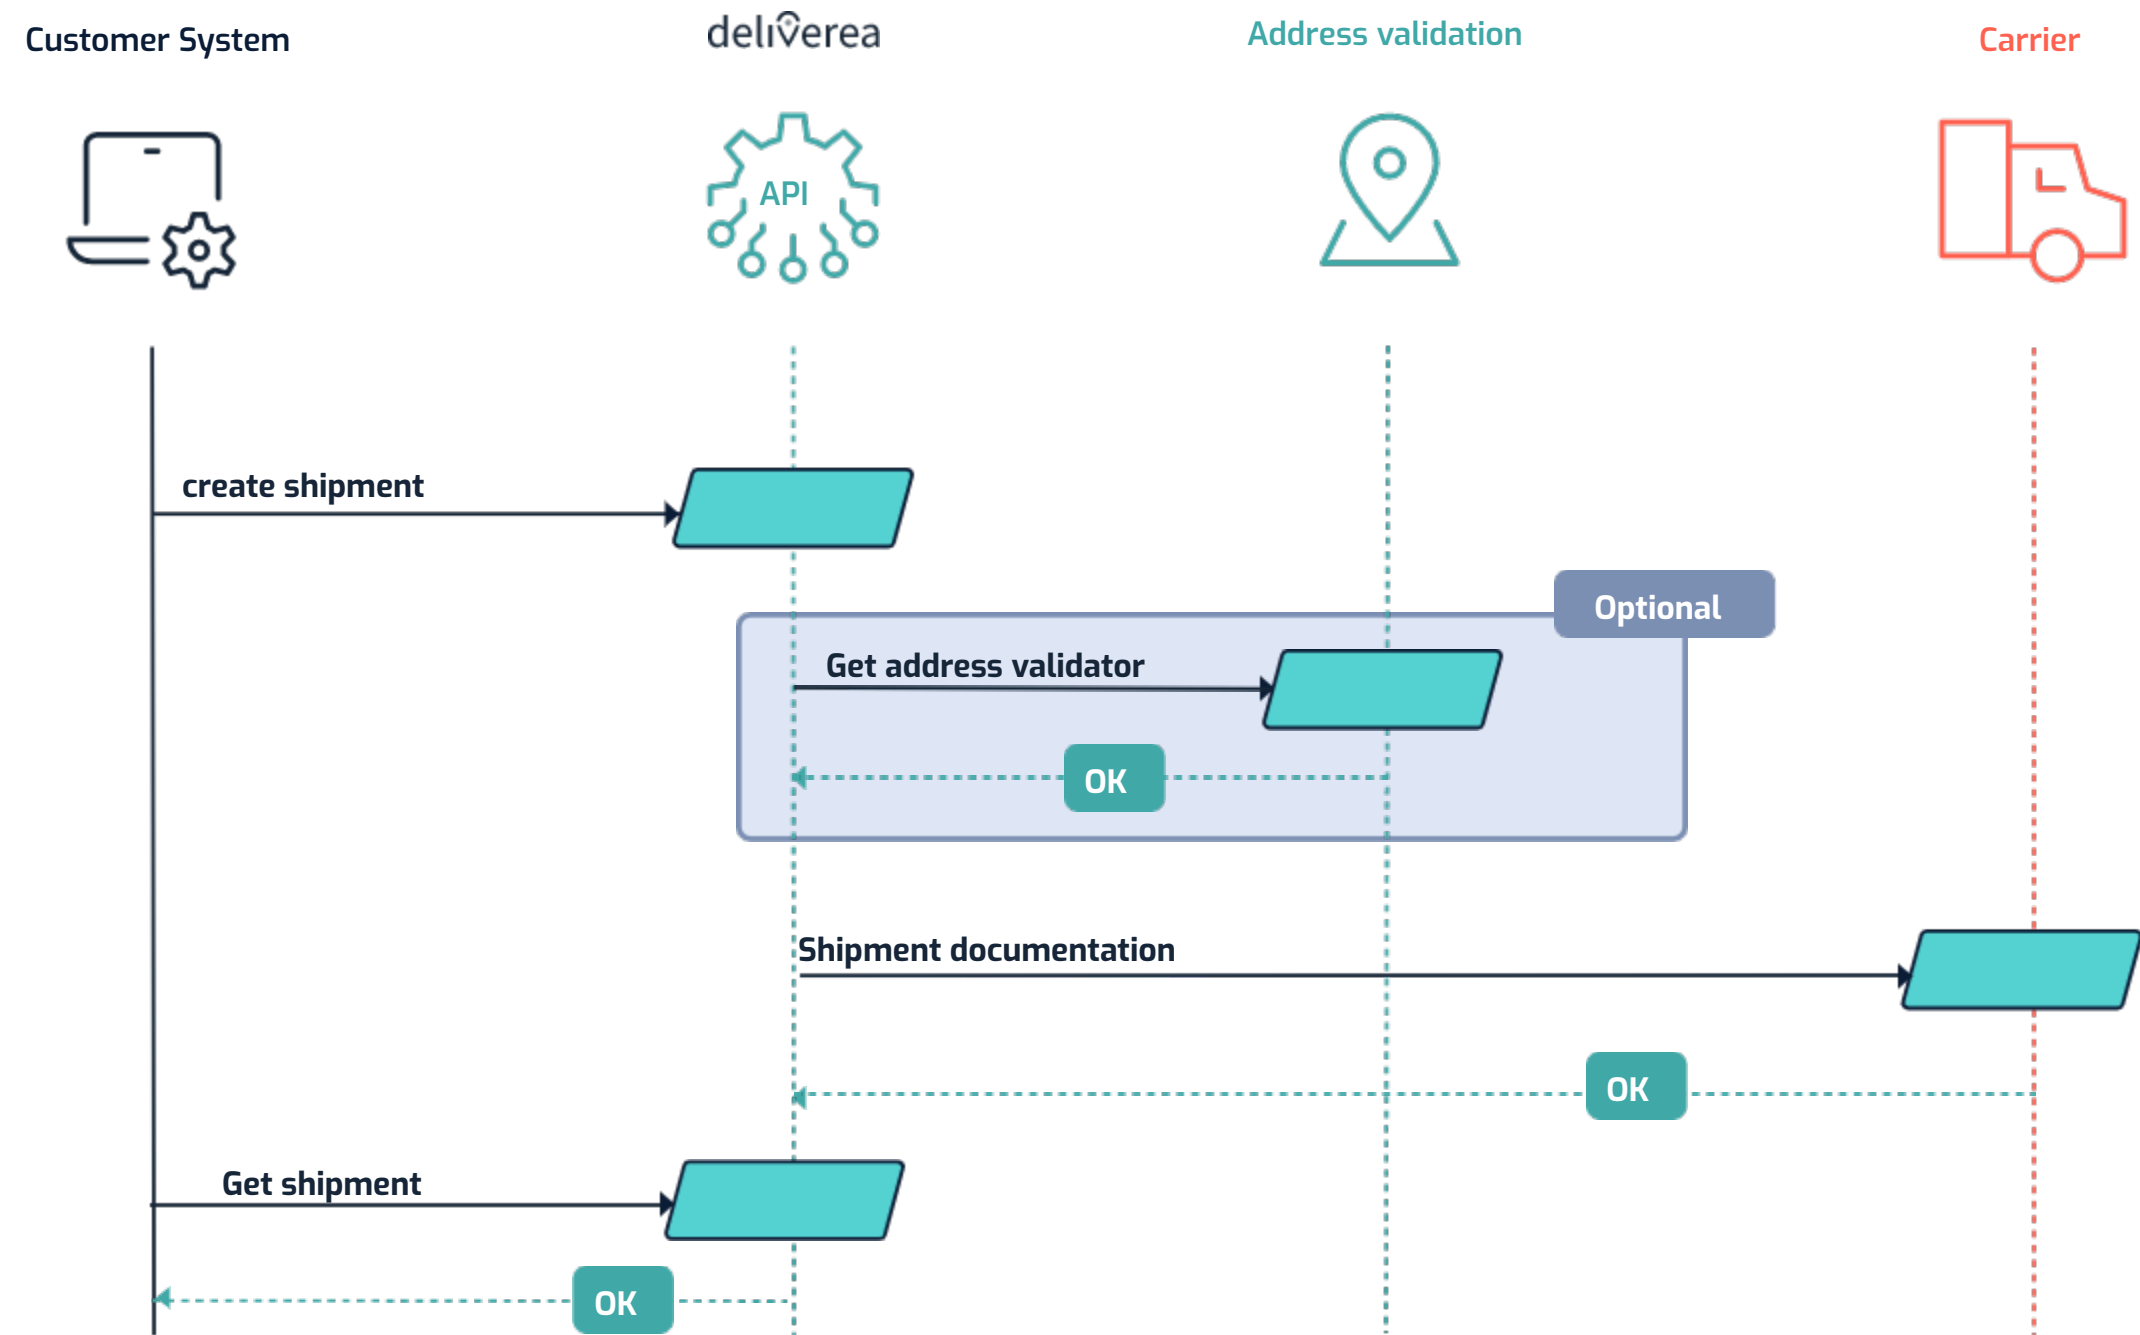 Customer System
deliverea
Address validation
Carrier
API
create shipment
Optional
Get address validator
OK
Shipment documentation
OK
Get shipment
OK